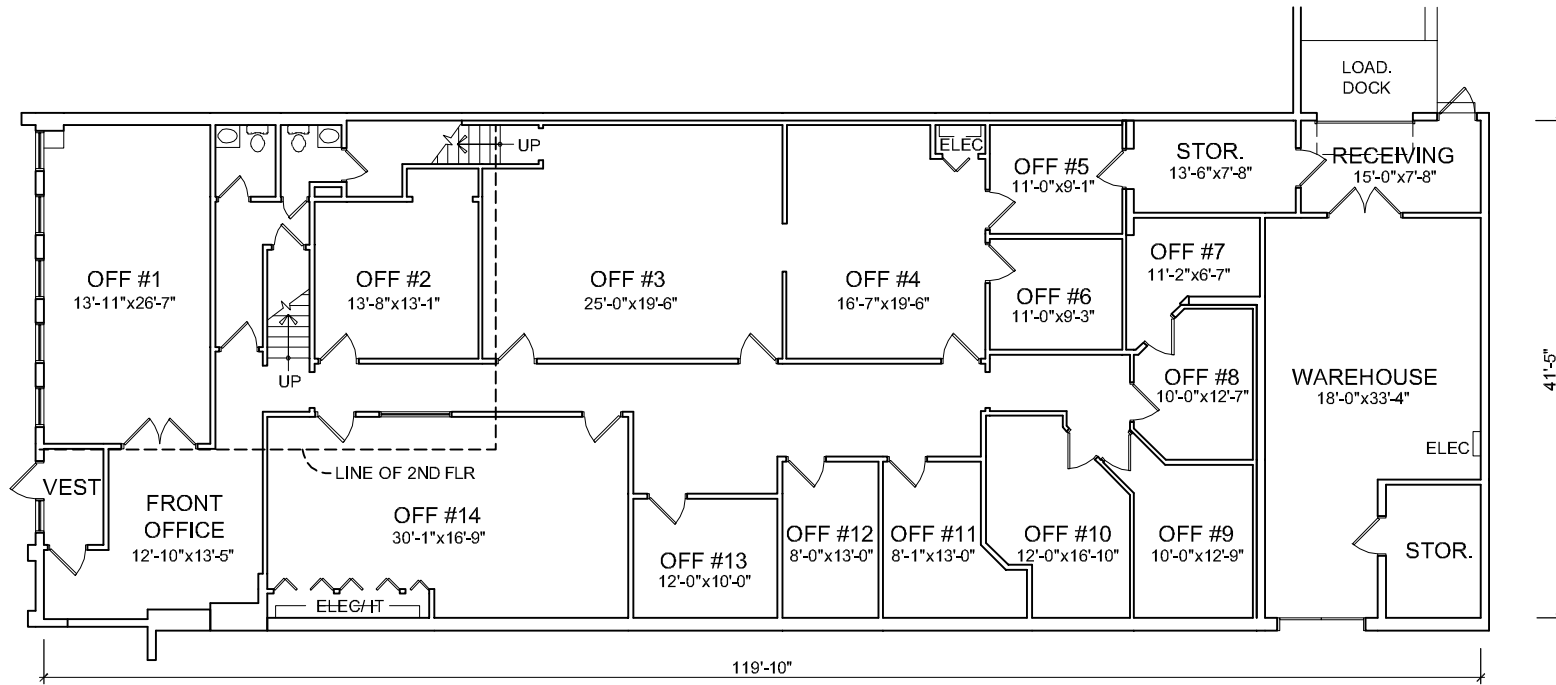 LOAD.
DOCK
UP
ELEC
OFF #5
11'-0"x9'-1"
STOR.
13'-6"x7'-8"
RECEIVING
15'-0"x7'-8"
OFF #1
13'-11"x26'-7"
OFF #2
13'-8"x13'-1"
OFF #3
25'-0"x19'-6"
OFF #4
16'-7"x19'-6"
OFF #6
11'-0"x9'-3"
OFF #7
11'-2"x6'-7"
UP
OFF #8
10'-0"x12'-7"
WAREHOUSE
18'-0"x33'-4"
41'-5"
ELEC
LINE OF 2ND FLR
VEST
FRONT
OFFICE
12'-10"x13'-5"
OFF #14
30'-1"x16'-9"
OFF #13
12'-0"x10'-0"
OFF #12
8'-0"x13'-0"
OFF #11
8'-1"x13'-0"
OFF #10
12'-0"x16'-10"
OFF #9
10'-0"x12'-9"
STOR.
ELEC/IT
119'-10"